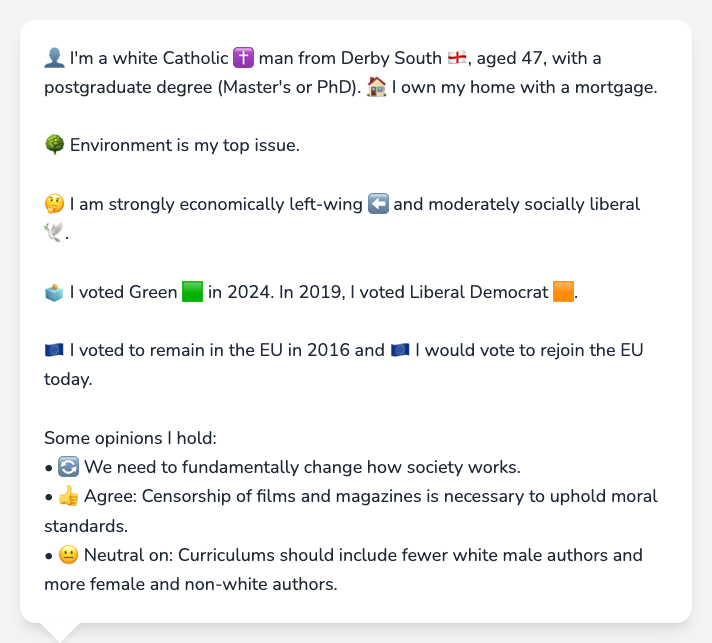 👤 I'm a white Catholic ✝️ man from Derby South 🏴󠁧󠁢󠁥󠁮󠁧󠁿, aged 47, with a
postgraduate degree (Master's or PhD). 🏠 I own my home with a mortgage.
🌳 Environment is my top issue.
🤔 I am strongly economically left-wing ⬅️ and moderately socially liberal
🕊️.
🗳️ I voted Green 🟩 in 2024. In 2019, I voted Liberal Democrat 🟧.
🇪🇺 I voted to remain in the EU in 2016 and 🇪🇺 I would vote to rejoin the EU
today.
Some opinions I hold:
• 🔄 We need to fundamentally change how society works.
• 👍 Agree: Censorship of films and magazines is necessary to uphold moral
standards.
• 😐 Neutral on: Curriculums should include fewer white male authors and
more female and non-white authors.